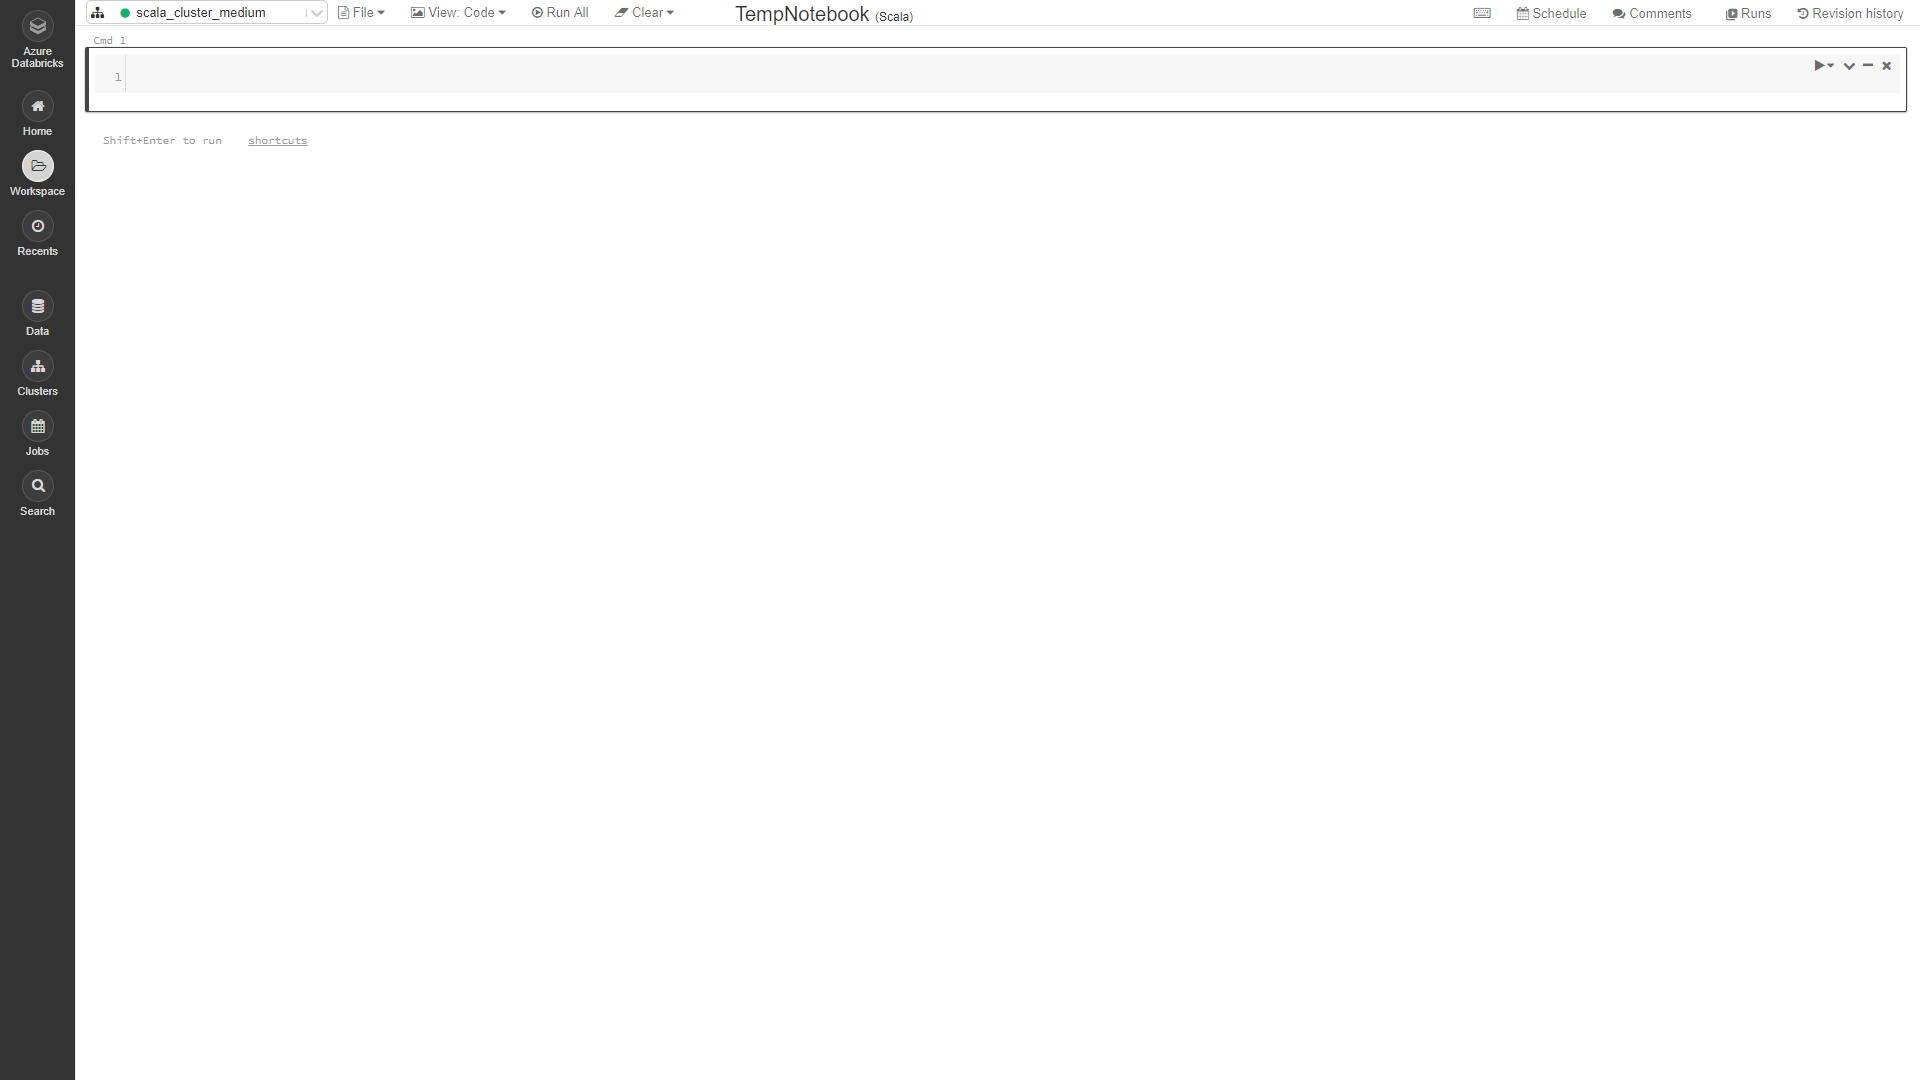 Azure
Databricks
Home
Workspace
Recents
Data
Clusters
Jobs
Search
scala_cluster_medium
File
View: Code
Run All
Clear
TempNotebook (Scala)
Schedule
Comments
Runs
Revision history
Cmd 1
1
Shift+Enter to run shortcuts